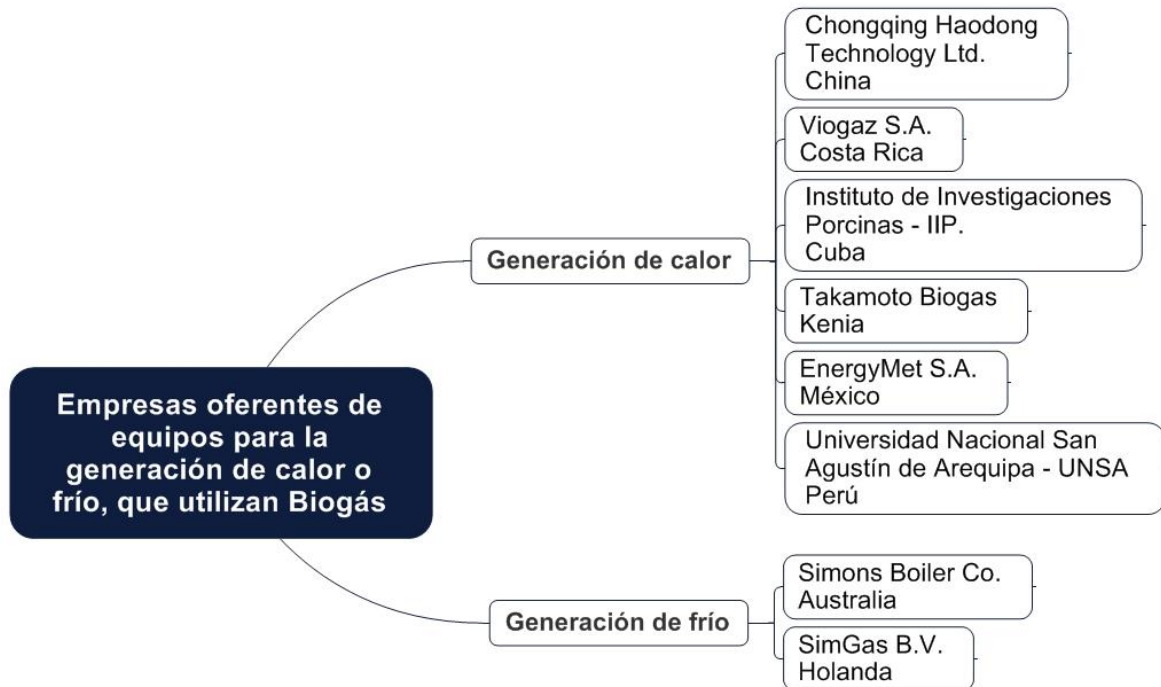 Empresas oferentes de
equipos para la
generación de calor o
frío, que utilizan Biogás
Generación de calor
Chongqing Haodong
Technology Ltd.
China
Viogaz S.A.
Costa Rica
Instituto de Investigaciones
Porcinas - IIP.
Cuba
Takamoto Biogas
Kenia
EnergyMet S.A.
México
Universidad Nacional San
Agustín de Arequipa - UNSA
Perú
Generación de frío
Simons Boiler Co.
Australia
SimGas B.V.
Holanda